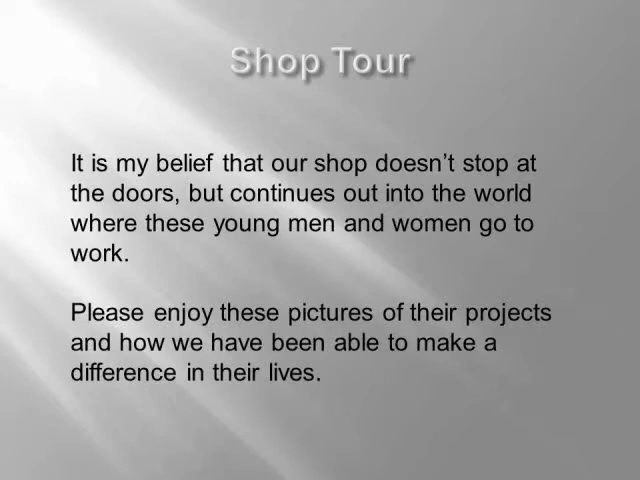 Shop Tour
It is my belief that our shop doesn’t stop at
the doors, but continues out into the world
where these young men and women go to
work.
Please enjoy these pictures of their projects
and how we have been able to make a
difference in their lives.